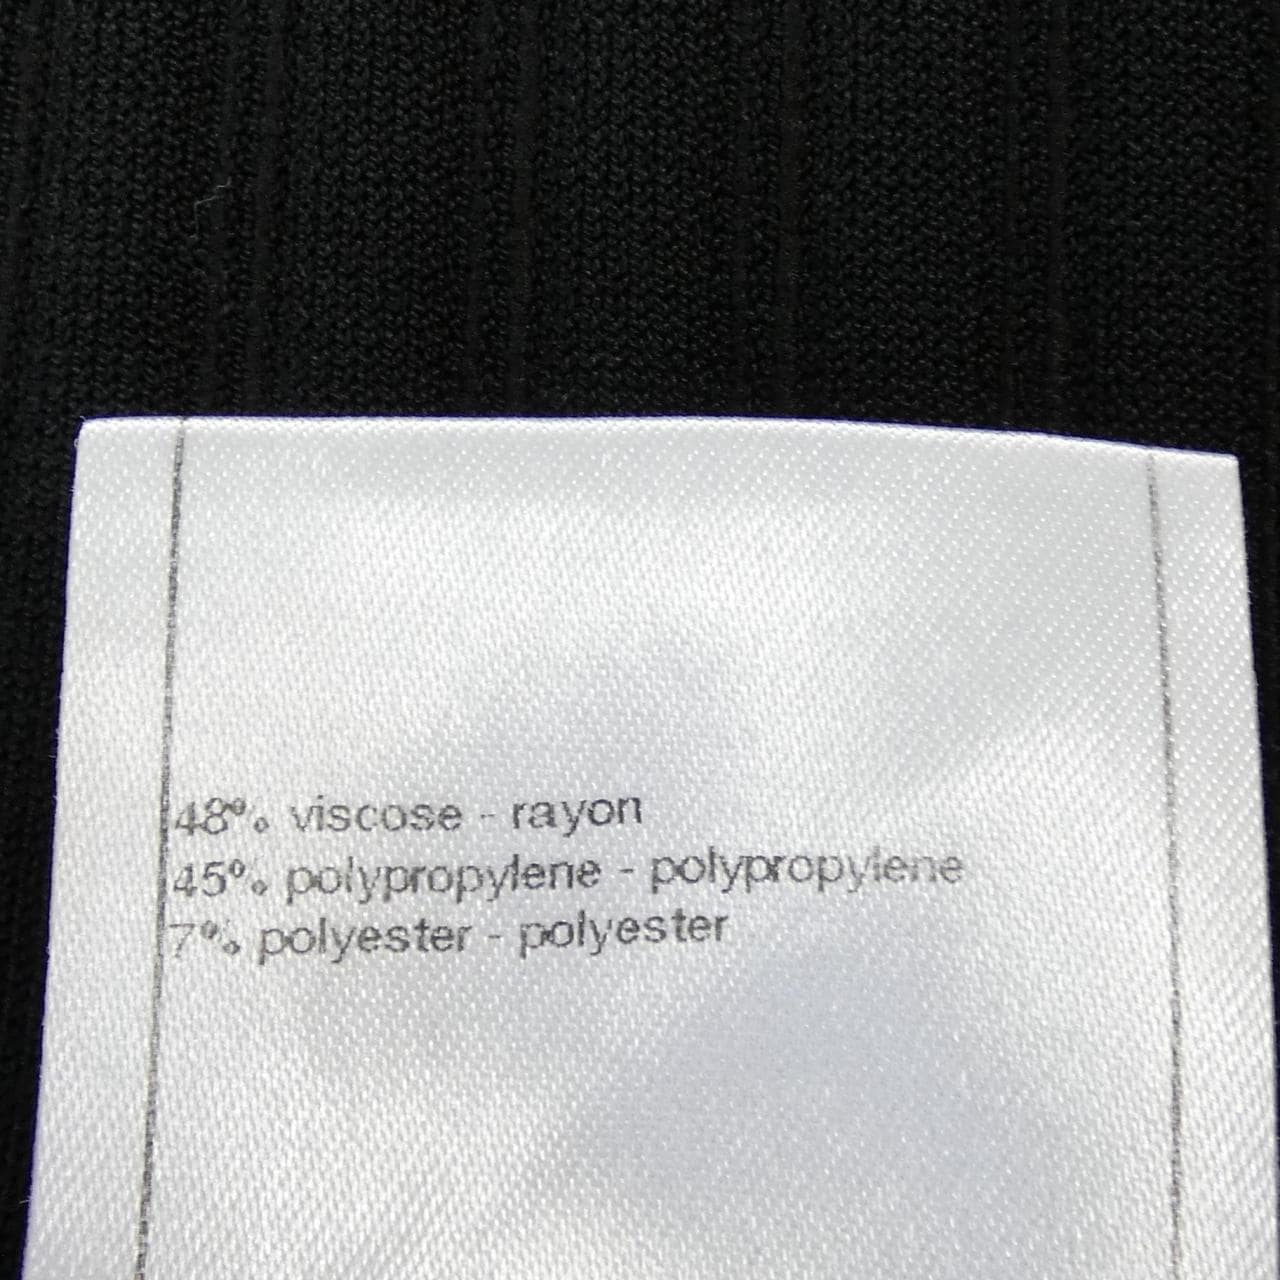 48% viscose - rayon
45% polypropylene - polypropylene
7% polyester - polyester